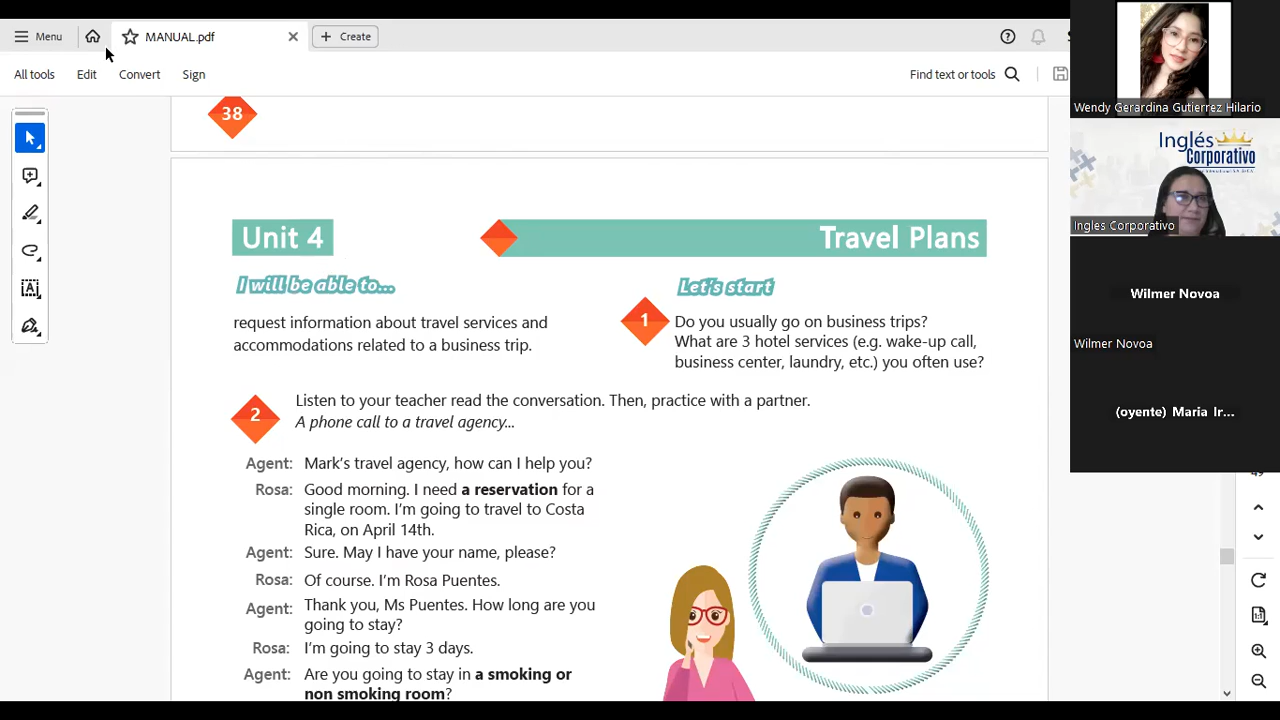 Menu
MANUAL.pdf
Create
All tools
Edit
Convert
Sign
Find text or tools
38
Unit 4
Travel Plans
I will be able to...
request information about travel services and
accommodations related to a business trip.
Let's start
1
Do you usually go on business trips?
What are 3 hotel services (e.g. wake-up call,
business center, laundry, etc.) you often use?
2
Listen to your teacher read the conversation. Then, practice with a partner.
A phone call to a travel agency...
Agent: Mark's travel agency, how can I help you?
Rosa: Good morning. I need a reservation for a
single room. I'm going to travel to Costa
Rica, on April 14th.
Agent: Sure. May I have your name, please?
Rosa: Of course. I'm Rosa Puentes.
Agent: Thank you, Ms Puentes. How long are you
going to stay?
Rosa: I'm going to stay 3 days.
Agent: Are you going to stay in a smoking or
non smoking room?
Wendy Gerardina Gutierrez Hilario
Inglés
Corporativo
Ingles Corporativo
Wilmer Novoa
Wilmer Novoa
(oyente) Maria Ir...